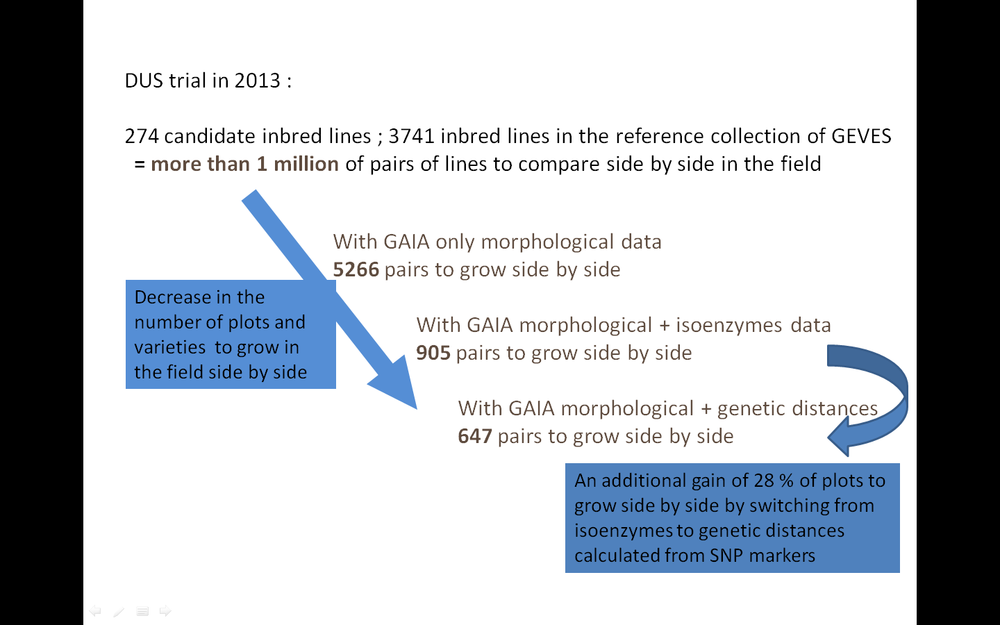 DUS trial in 2013 :
274 candidate inbred lines ; 3741 inbred lines in the reference collection of GEVES
= more than 1 million of pairs of lines to compare side by side in the field
With GAIA only morphological data
5266 pairs to grow side by side
Decrease in the
number of plots and
varieties to grow in
the field side by side
With GAIA morphological + isoenzymes data
905 pairs to grow side by side
With GAIA morphological + genetic distances
647 pairs to grow side by side
An additional gain of 28 % of plots to
grow side by side by switching from
isoenzymes to genetic distances
calculated from SNP markers